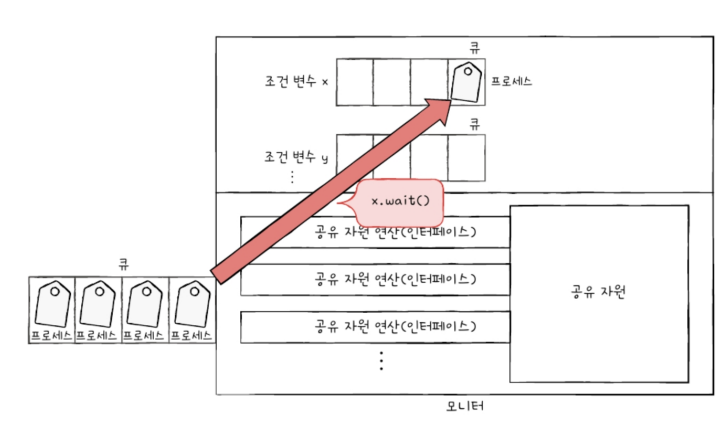 큐
조건 변수 x
프로세스
큐
조건 변수 y
⋮
x.wait()
공유 자원 연산(인터페이스)
공유 자원 연산(인터페이스)
공유 자원
큐
공유 자원 연산(인터페이스)
프로세스 프로세스 프로세스 프로세스
⋮
모니터